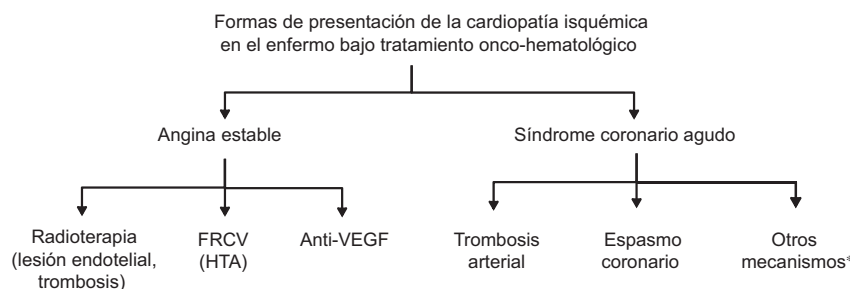 Formas de presentación de la cardiopatía isquémica
en el enfermo bajo tratamiento onco-hematológico
Angina estable
Síndrome coronario agudo
Radioterapia
(lesión endotelial,
trombosis)
FRCV
(HTA)
Anti-VEGF
Trombosis
arterial
Espasmo
coronario
Otros
mecanismos*